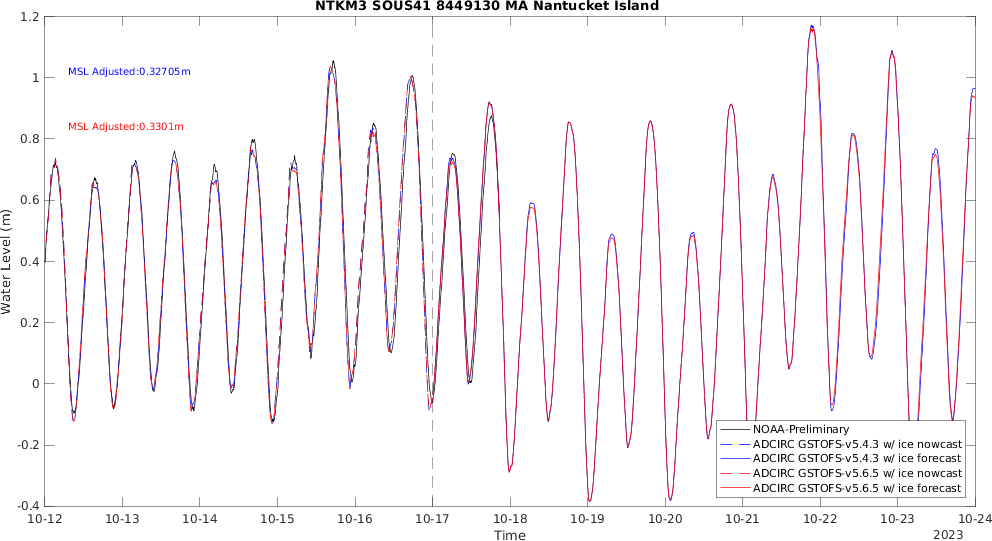 NTKM3 SOUS41 8449130 MA Nantucket Island
1.2
1
0.8
0.6
0.4
0.2
0
-0.2
-0.4
Water Level (m)
MSL Adjusted:0.32705m
MSL Adjusted:0.3301m
NOAA-Preliminary
ADCIRC GSTOFS-v5.4.3 w/ ice nowcast
ADCIRC GSTOFS-v5.4.3 w/ ice forecast
ADCIRC GSTOFS-v5.6.5 w/ ice nowcast
ADCIRC GSTOFS-v5.6.5 w/ ice forecast
10-12 10-13 10-14 10-15 10-16 10-17 10-18 10-19 10-20 10-21 10-22 10-23 10-24
Time
2023